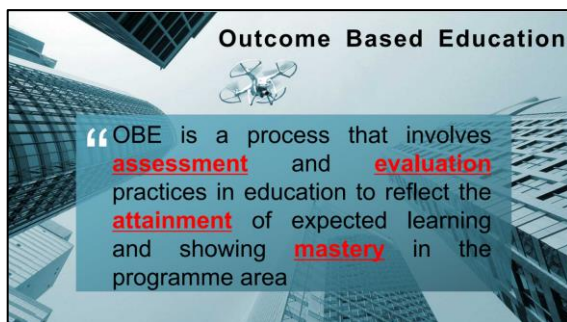 Outcome Based Education
“OBE is a process that involves
assessment and evaluation
practices in education to reflect the
attainment of expected learning
and showing mastery in the
programme area